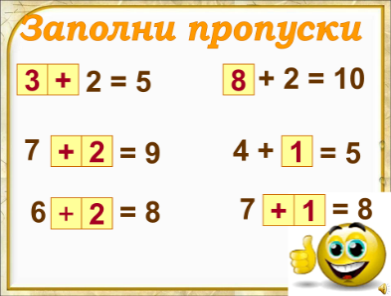 Заполни пропуски
3 + 2 = 5
8 + 2 = 10
7 + 2 = 9
4 + 1 = 5
6 + 2 = 8
7 + 1 = 8